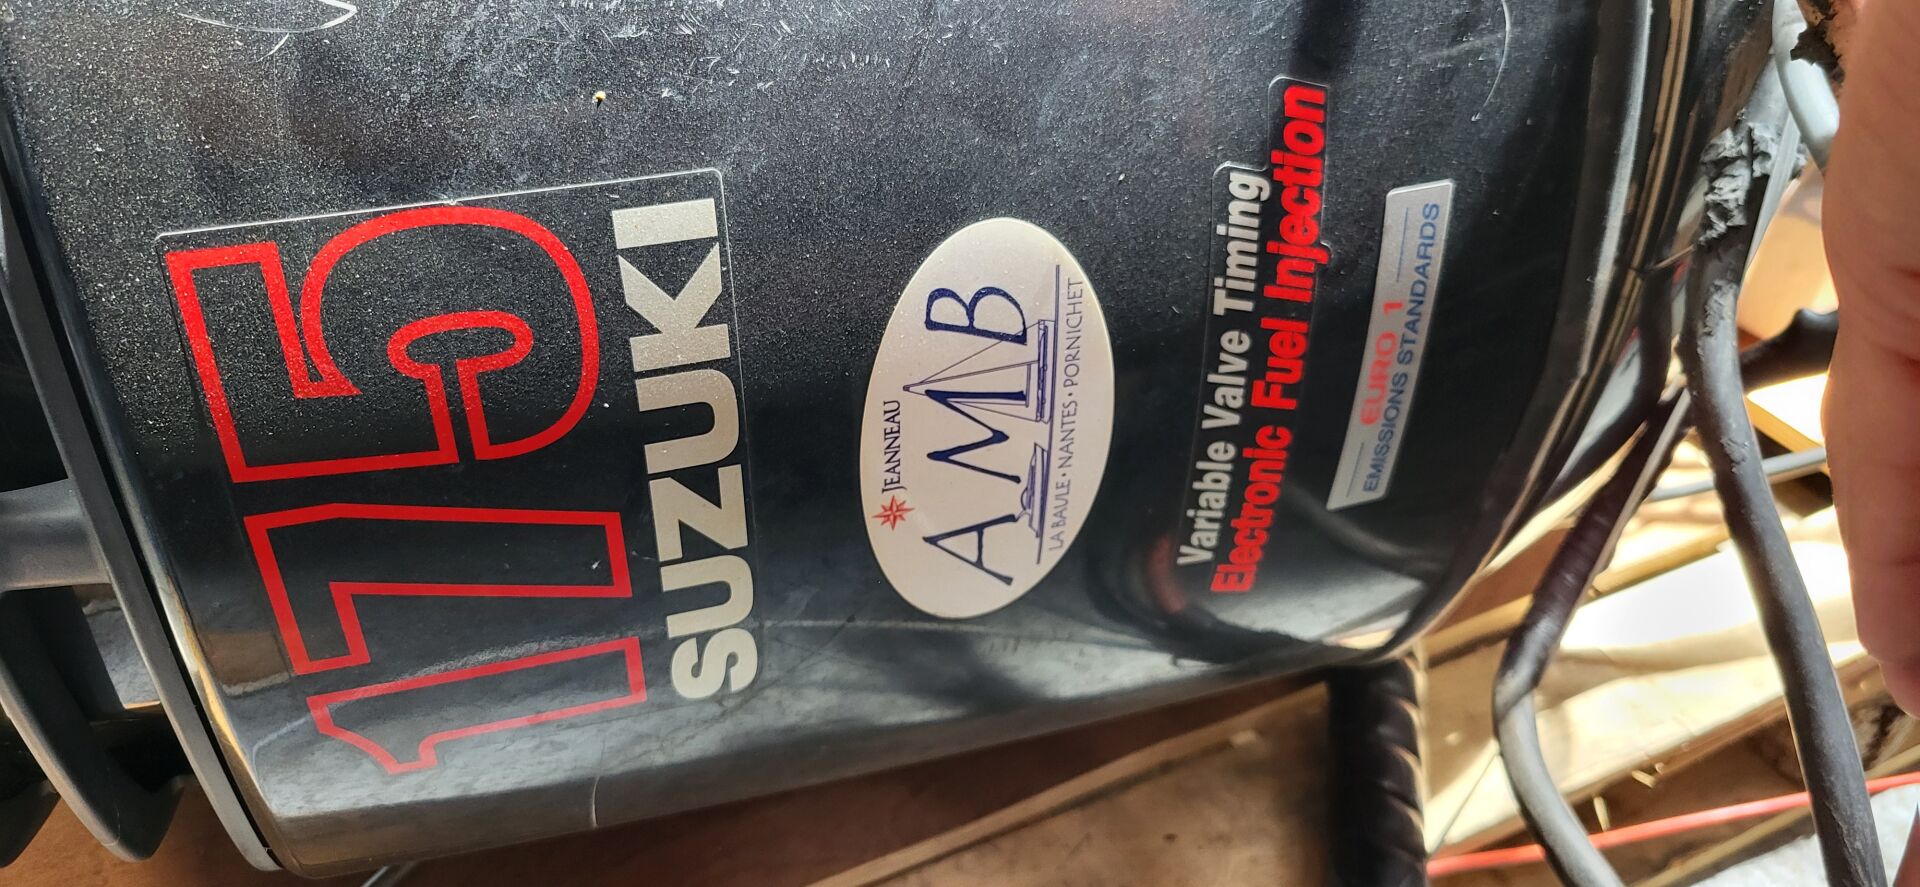 175
SUZUKI
JEANNEAU
AMB
LA BAULE • NANTES • PORNICHET
Variable Valve Timing
Electronic Fuel Injection
EURO 1
EMISSIONS STANDARDS